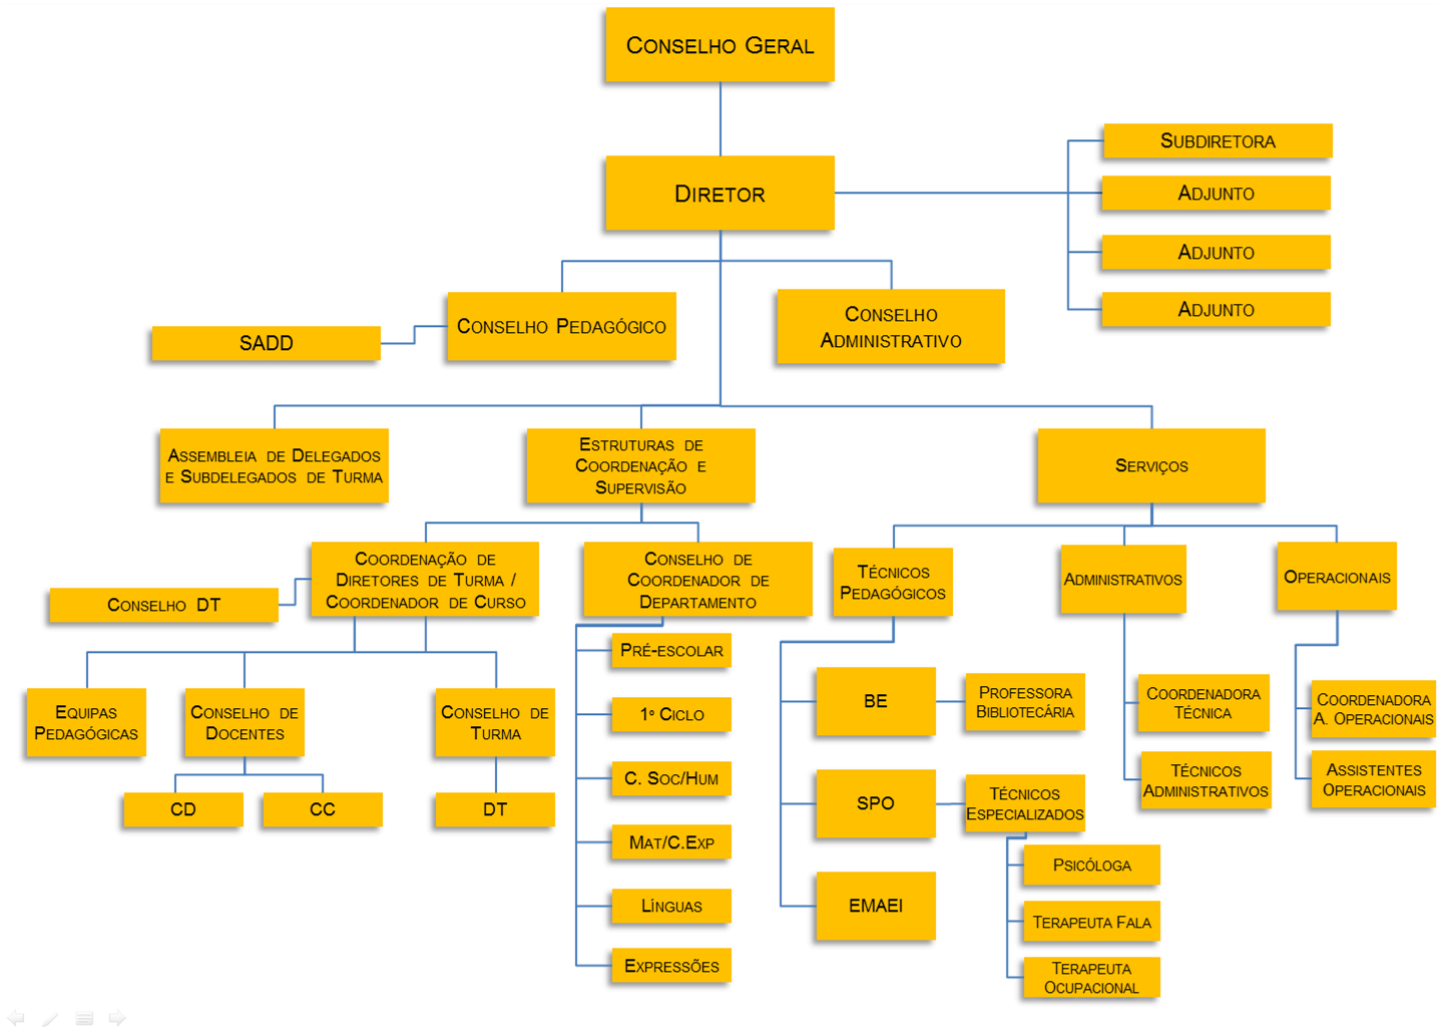 CONSELHO GERAL
DIRETOR
SUBDIRETORA
ADJUNTO
ADJUNTO
ADJUNTO
CONSELHO PEDAGÓGICO
CONSELHO
ADMINISTRATIVO
SADD
ASSEMBLEIA DE DELEGADOS
E SUBDELEGADOS DE TURMA
ESTRUTURAS DE
COORDENAÇÃO E
SUPERVISÃO
SERVIÇOS
COORDENAÇÃO DE
DIRETORES DE TURMA /
COORDENADOR DE CURSO
CONSELHO DT
CONSELHO DE
COORDENADOR DE
DEPARTAMENTO
TÉCNICOS
PEDAGÓGICOS
ADMINISTRATIVOS
OPERACIONAIS
EQUIPAS
PEDAGÓGICAS
CONSELHO DE
DOCENTES
CONSELHO DE
TURMA
CD
CC
DT
PRÉ-ESCOLAR
1º CICLO
C. SOC/HUM
MAT/C.EXP
LÍNGUAS
EXPRESSÕES
BE
PROFESSORA
BIBLIOTECÁRIA
SPO
TÉCNICOS
ESPECIALIZADOS
EMAEI
PSICÓLOGA
TERAPEUTA FALA
TERAPEUTA
OCUPACIONAL
COORDENADORA
TÉCNICA
TÉCNICOS
ADMINISTRATIVOS
COORDENADORA
A. OPERACIONAIS
ASSISTENTES
OPERACIONAIS